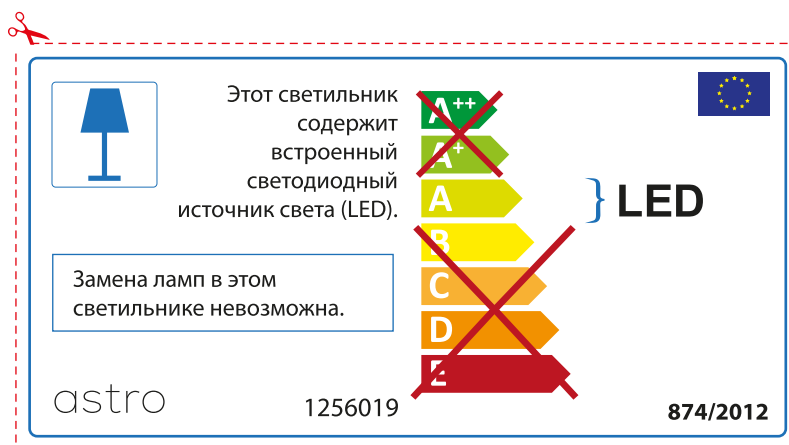 Этот светильник
содержит
встроенный
светодиодный
источник света (LED).
Замена ламп в этом
светильнике невозможна.
A++
A+
A
B
C
D
E
LED
astro
1256019
874/2012